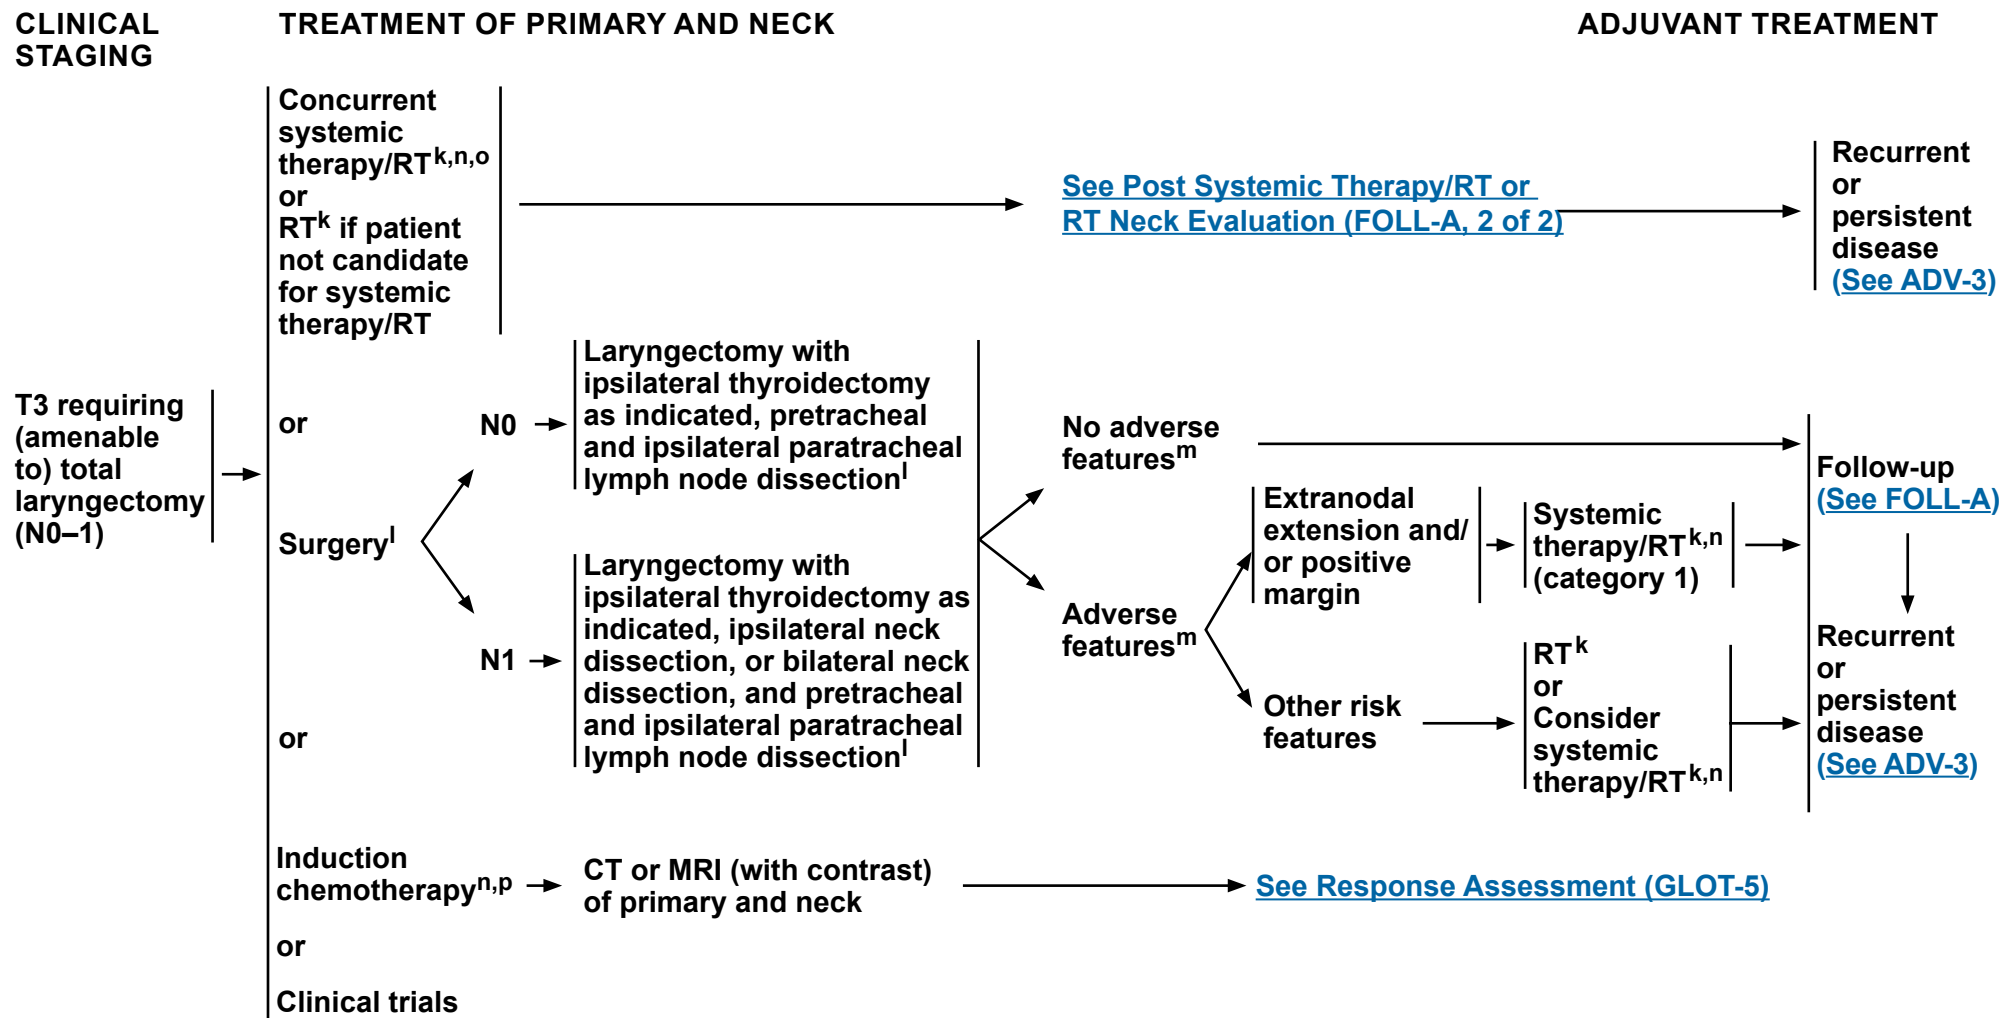 CLINICAL
STAGING
TREATMENT OF PRIMARY AND NECK
ADJUVANT TREATMENT
T3 requiring
(amenable
to) total
laryngectomy
(N0–1)
Concurrent
systemic
therapy/RTk,n,o
or
RTk if patient
not candidate
for systemic
therapy/RT
See Post Systemic Therapy/RT or
RT Neck Evaluation (FOLL-A, 2 of 2)
Recurrent
or
persistent
disease
(See ADV-3)
or
Surgeryl
N0
Laryngectomy with
ipsilateral thyroidectomy
as indicated, pretracheal
and ipsilateral paratracheal
lymph node dissectionl
N1
Laryngectomy with
ipsilateral thyroidectomy as
indicated, ipsilateral neck
dissection, or bilateral neck
dissection, and pretracheal
and ipsilateral paratracheal
lymph node dissectionl
No adverse
featuresm
Adverse
featuresm
Extranodal
extension and/
or positive
margin
Systemic
therapy/RTk,n
(category 1)
Other risk
features
RTk
or
Consider
systemic
therapy/RTk,n
Follow-up
(See FOLL-A)
Recurrent
or
persistent
disease
(See ADV-3)
or
Induction
chemotherapyn,p
CT or MRI (with contrast)
of primary and neck
See Response Assessment (GLOT-5)
or
Clinical trials